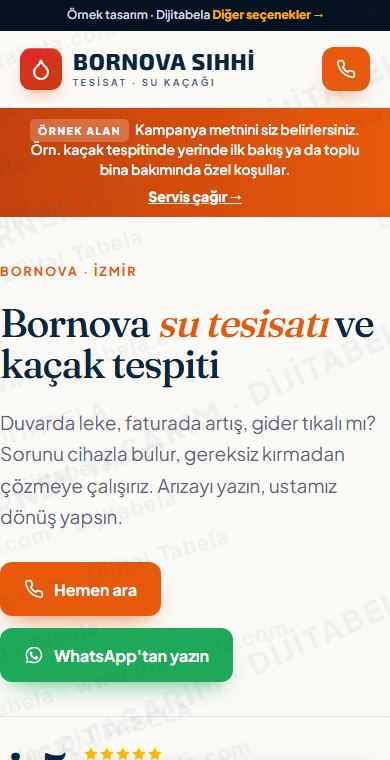 Örnek tasarım · Dijitabela Diğer seçenekler →
BORNOVA SIHHİ
TESİSAT · SU KAÇAĞI
ÖRNEK ALAN Kampanya metnini siz belirlersiniz.
Örn. kaçak tespitinde yerinde ilk bakış ya da toplu
bina bakımında özel koşullar.
Servis çağır →
BORNOVA · İZMİR
Bornova su tesisatı ve
kaçak tespiti
Duvarda leke, faturada artış, gider tıkalı mı?
Sorunu cihazla bulur, gereksiz kırmadan
çözmeye çalışırız. Arızayı yazın, ustamız
dönüş yapsın.
Hemen ara
WhatsApp'tan yazın